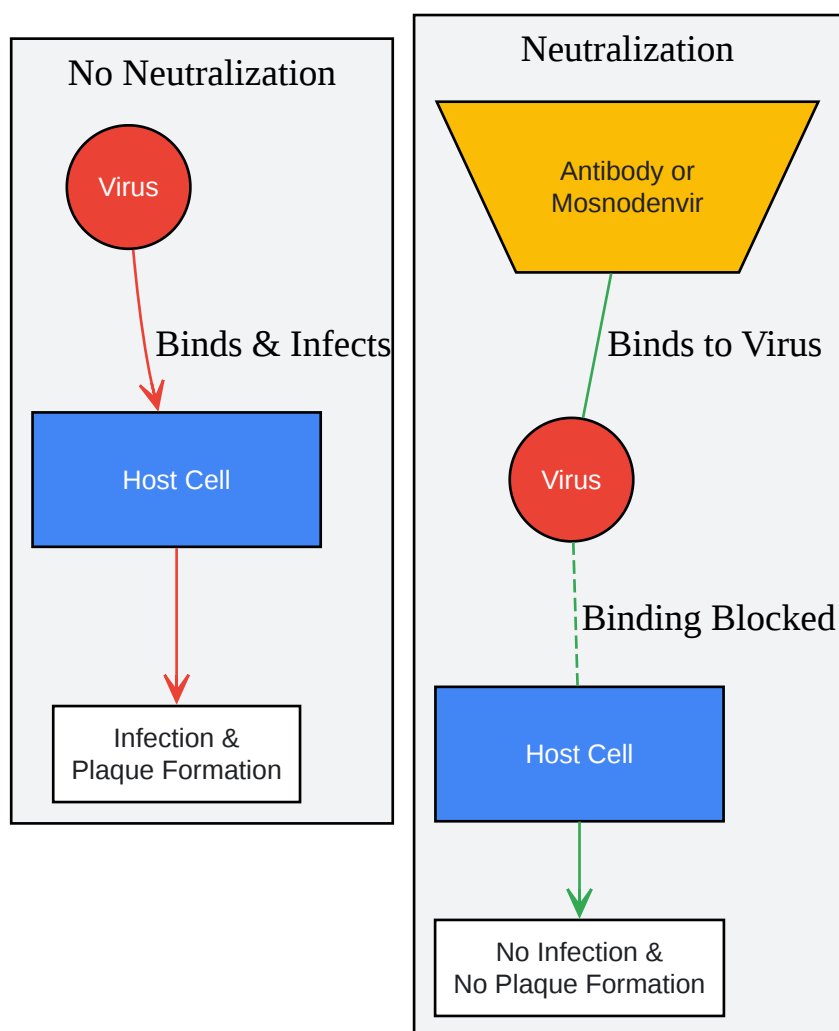 No Neutralization
Virus
Binds & Infects
Host Cell
Infection &
Plaque Formation
Neutralization
Antibody or
Mosnodenvir
Binds to Virus
Virus
Binding Blocked
Host Cell
No Infection &
No Plaque Formation